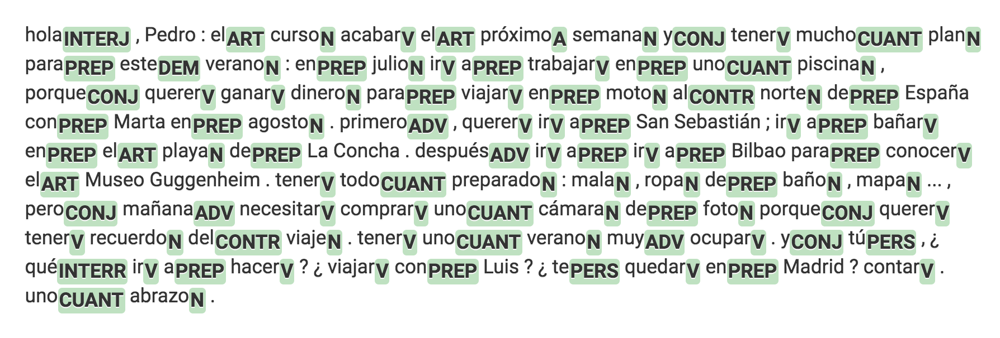 holaINTERJ , Pedro : elART cursoN acabarV elART próximoA semanaN yCONJ tenerV muchoCUANT planN
paraPREP esteDEM veranoN : enPREP julioN irV aPREP trabajarV enPREP unoCUANT piscinaN ,
porqueCONJ quererV ganarV dineroN paraPREP viajarV enPREP motoN alCONTR norteN dePREP España
conPREP Marta enPREP agostoN . primeroADV , quererV irV aPREP San Sebastián ; irV aPREP bañarV
enPREP elART playaN dePREP La Concha . despuésADV irV aPREP irV aPREP Bilbao paraPREP conocerV
elART Museo Guggenheim . tenerV todoCUANT preparadoN : malaN , ropaN dePREP bañoN , mapaN ... ,
peroCONJ mañanaADV necesitarV comprarV unoCUANT cámaraN dePREP fotoN porqueCONJ quererV
tenerV recuerdoN delCONTR viajeN . tenerV unoCUANT veranoN muyADV ocuparV . yCONJ túPERS , ¿
quéINTERR irV aPREP hacerV ? ¿ viajarV conPREP Luis ? ¿ tePERS quedarV enPREP Madrid ? contarV .
unoCUANT abrazoN .